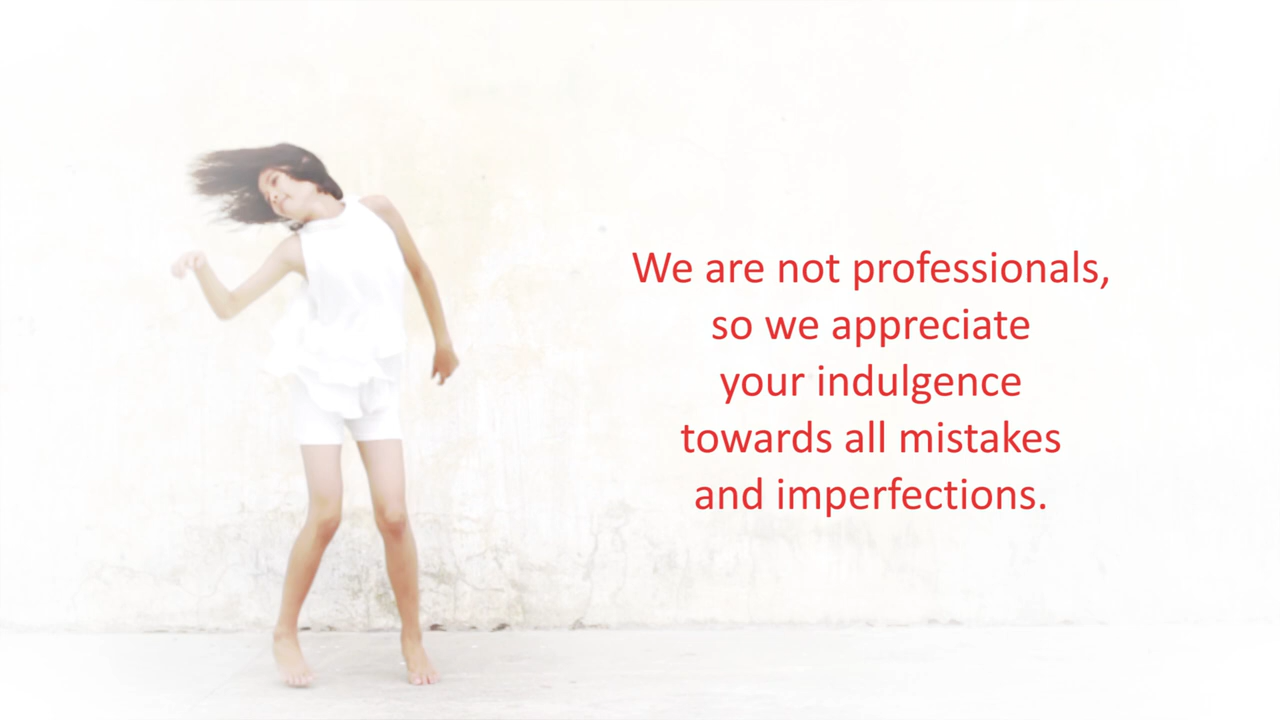 We are not professionals,
so we appreciate
your indulgence
towards all mistakes
and imperfections.